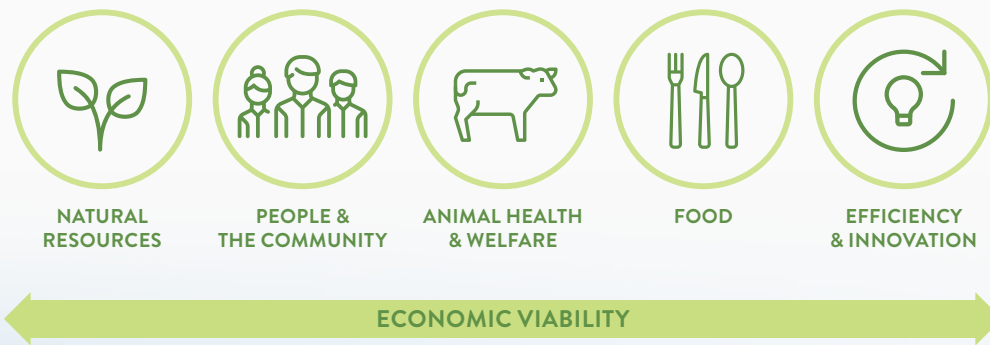 NATURAL
RESOURCES
PEOPLE &
THE COMMUNITY
ANIMAL HEALTH
& WELFARE
FOOD
EFFICIENCY
& INNOVATION
ECONOMIC VIABILITY